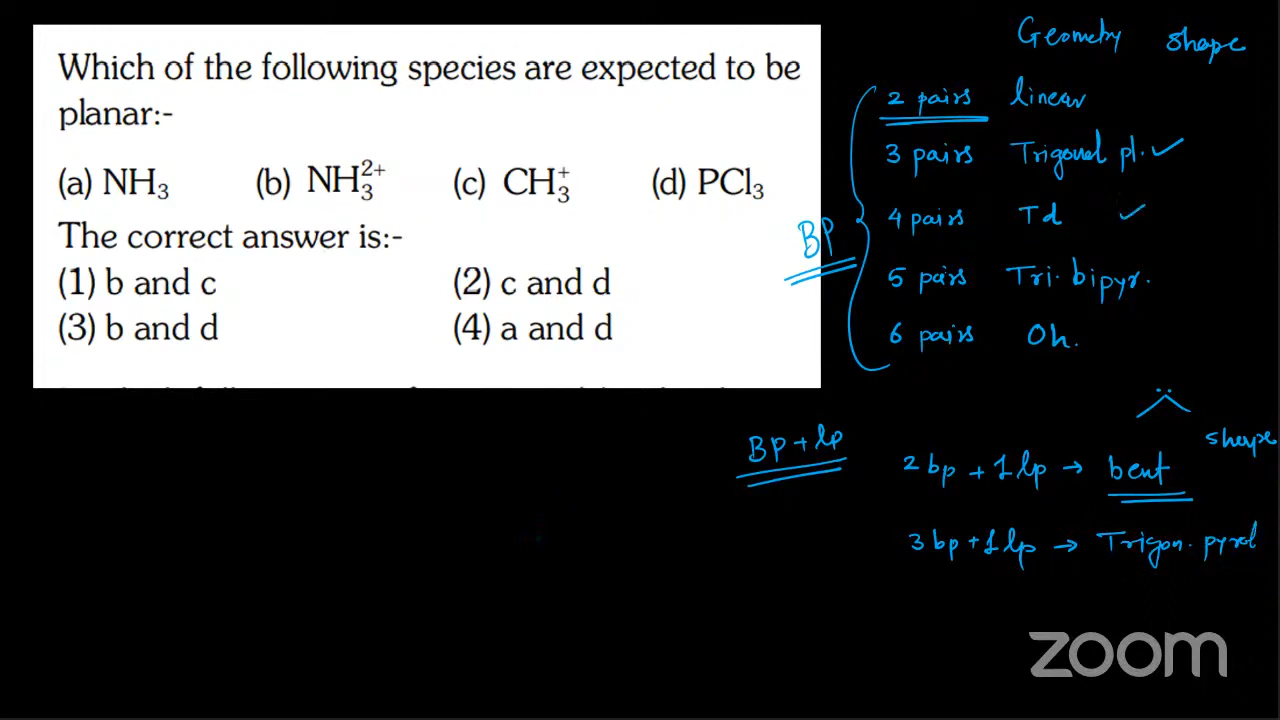 Which of the following species are expected to be
planar:-
(a) NH₃ (b) NH₃²⁺ (c) CH₃⁺ (d) PCl₃
The correct answer is:-
(1) b and c (2) c and d
(3) b and d (4) a and d
Geometry shape
2 pairs linear
3 pairs Trigonal pl. ✓
4 pairs Td ✓
BP
5 pairs Tri. bipyr.
6 pairs Oh.
BP + lp
shape
2 bp + 1 lp → bent
3 bp + 1 lp → Trigon. pyrol
zoom